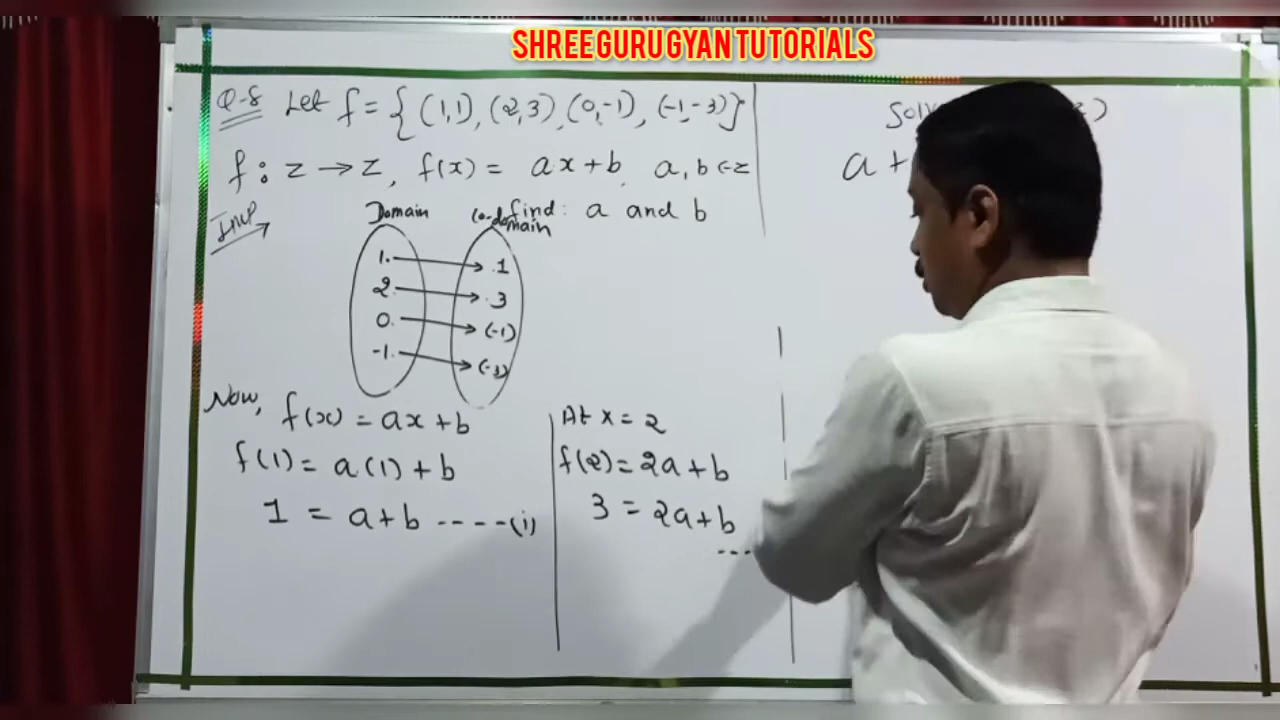 SHREE GURU GYAN TUTORIALS
Q-8 Let f = { (1,1), (2,3), (0,-1), (-1,-3) }
f : z → z, f(x) = ax+b, a, b ∈ z
Imp
find: a and b
Domain
Co-domain
1. → .1
2. → .3
0. → (-1)
-1. → (-3)
Now, f(x) = ax+b
f(1) = a(1)+b
1 = a+b ----(i)
At x = 2
f(2) = 2a+b
3 = 2a+b
---
a +